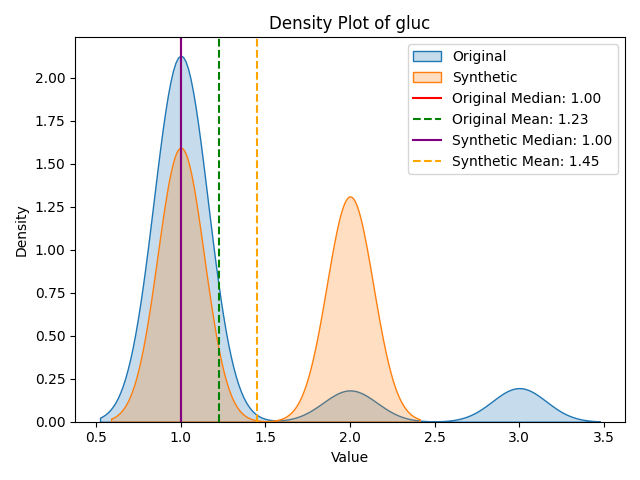 Density Plot of gluc
Original
Synthetic
Original Median: 1.00
Original Mean: 1.23
Synthetic Median: 1.00
Synthetic Mean: 1.45
Density
2.00
1.75
1.50
1.25
1.00
0.75
0.50
0.25
0.00
0.5 1.0 1.5 2.0 2.5 3.0 3.5
Value